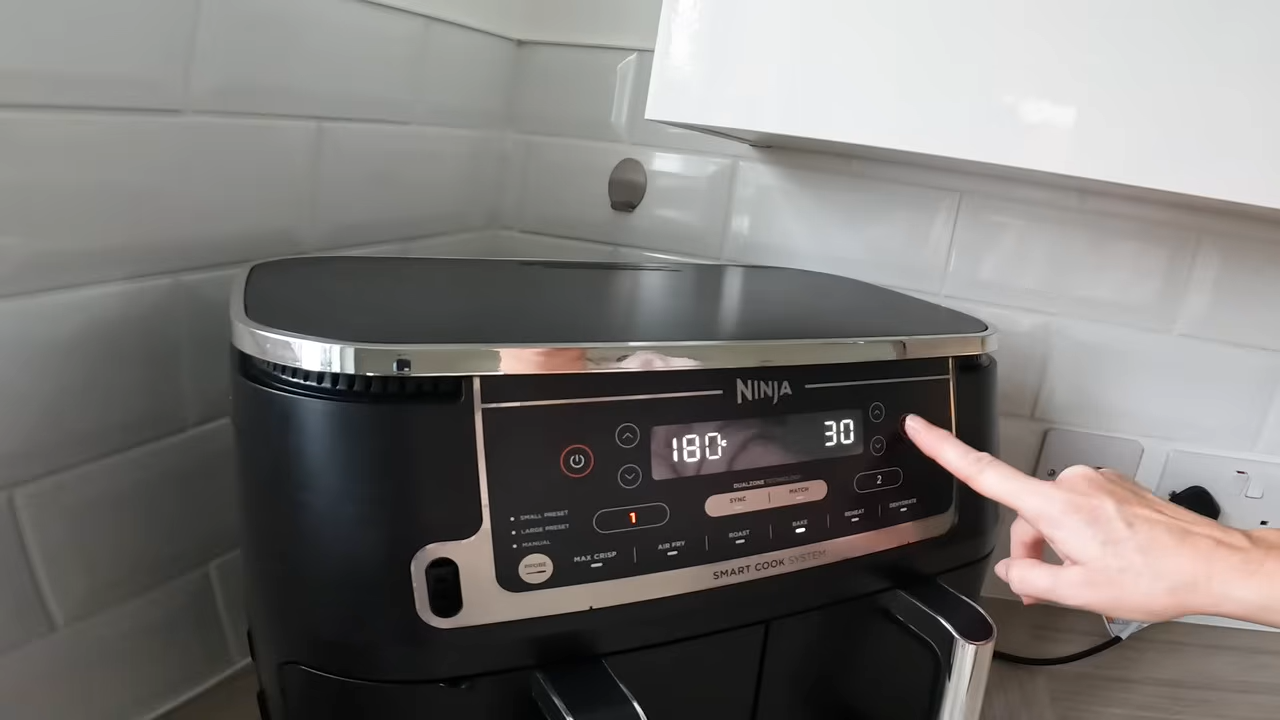 NINJA
180c
30
DUALZONE TECHNOLOGY
SYNC MATCH
1
2
SMALL PRESET
LARGE PRESET
MANUAL
PROBE
MAX CRISP AIR FRY ROAST BAKE REHEAT DEHYDRATE
SMART COOK SYSTEM